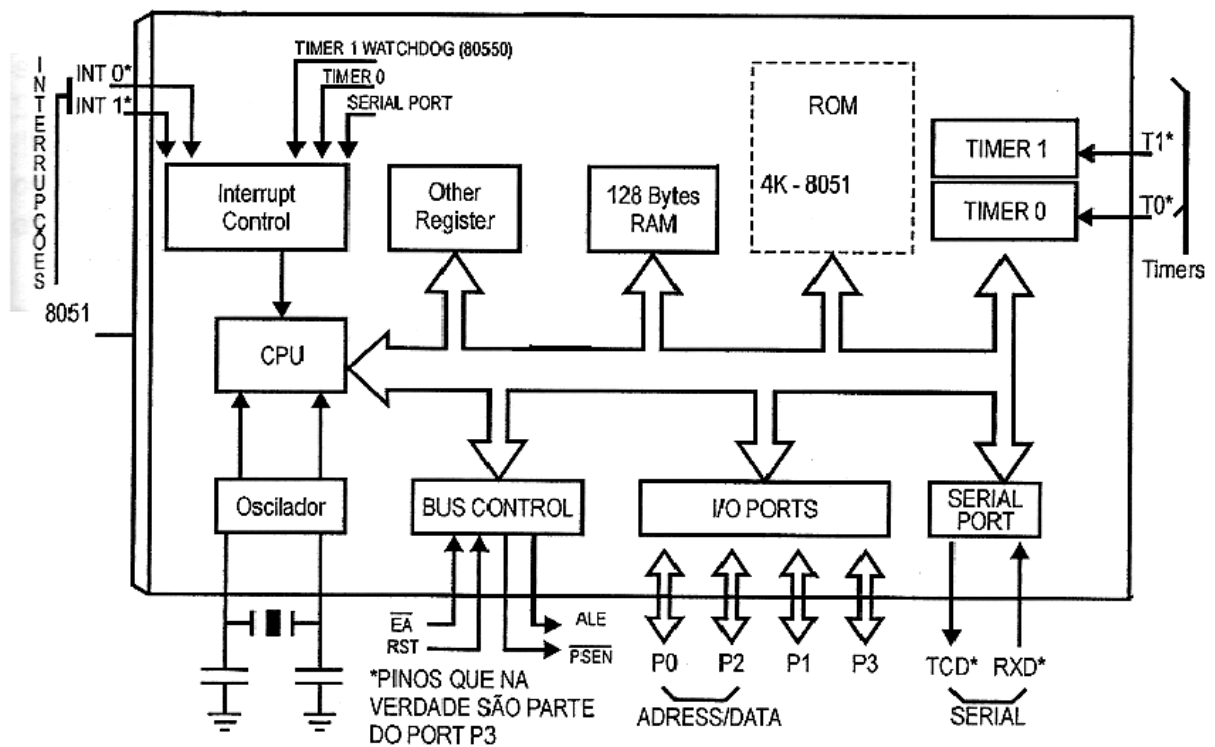 INTERRUPÇÕES
INT 0*
INT 1*
8051
TIMER 1 WATCHDOG (80550)
TIMER 0
SERIAL PORT
Interrupt
Control
Other
Register
128 Bytes
RAM
ROM
4K - 8051
TIMER 1
TIMER 0
T1*
T0*
Timers
CPU
Oscilador
BUS CONTROL
I/O PORTS
SERIAL
PORT
EA
RST
ALE
PSEN
P0
P2
P1
P3
TCD*
RXD*
ADRESS/DATA
SERIAL
*PINOS QUE NA
VERDADE SÃO PARTE
DO PORT P3